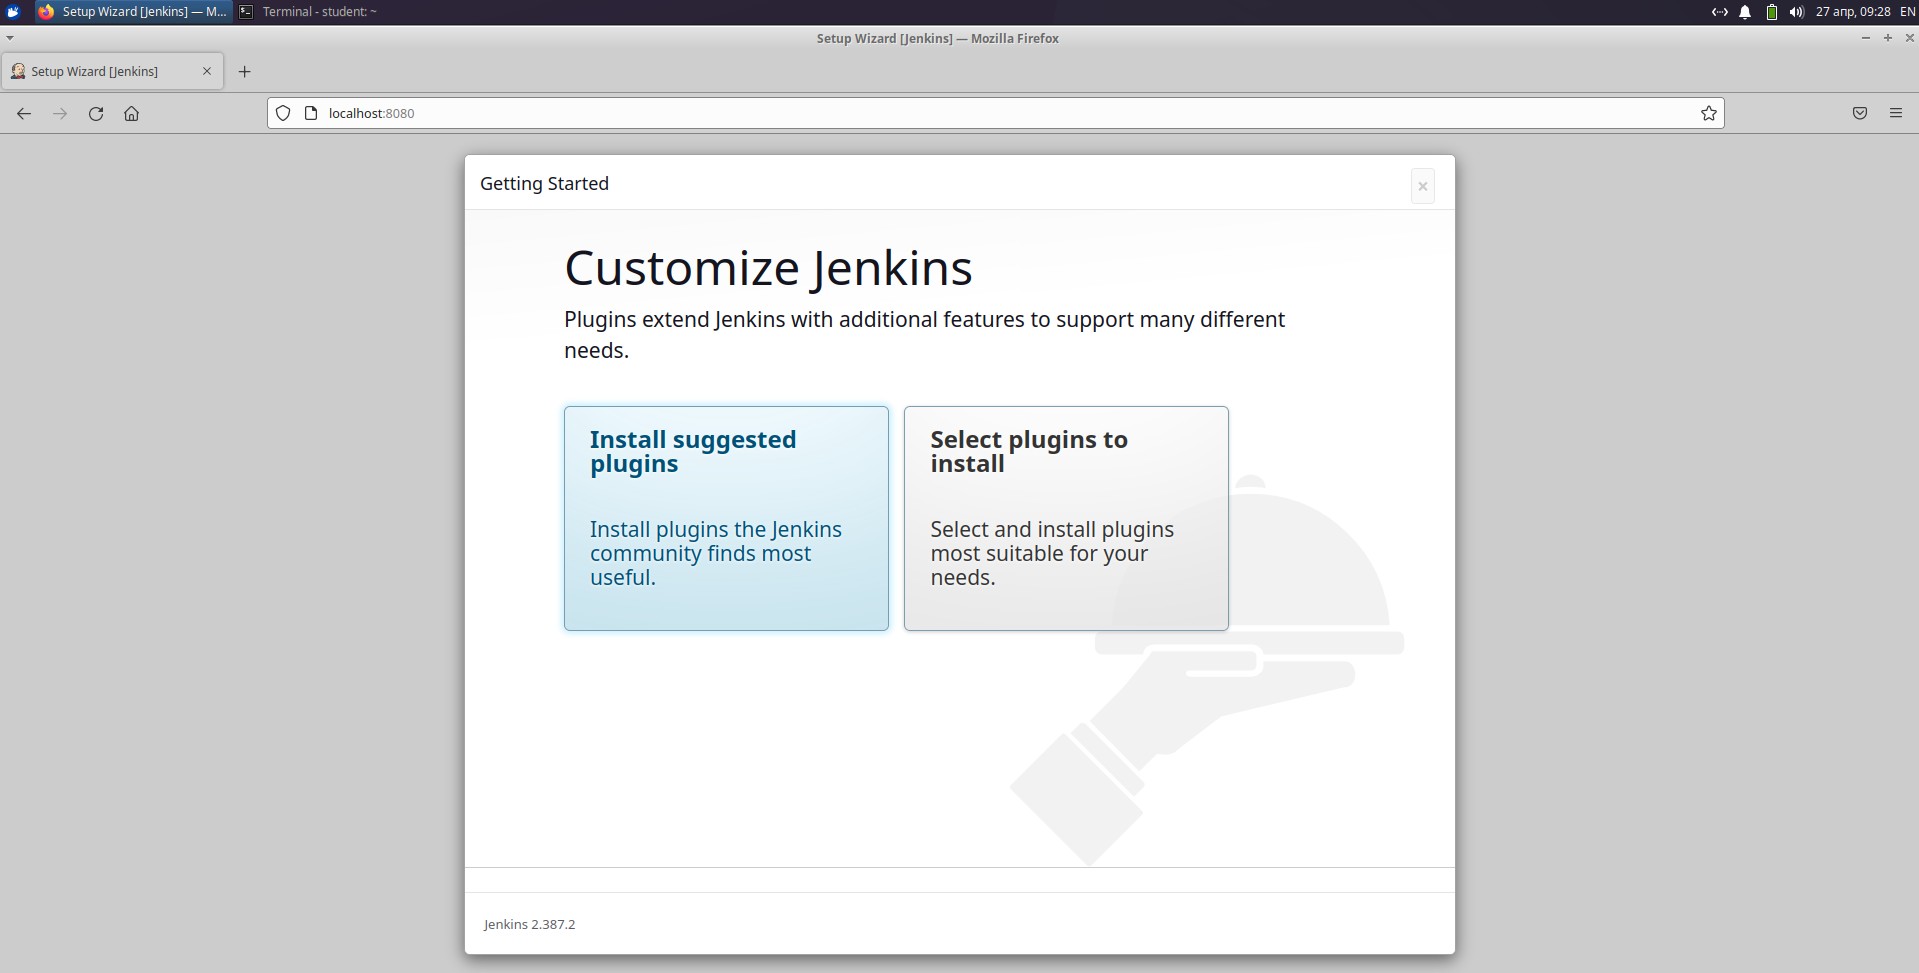 Setup Wizard [Jenkins] — M...
Terminal - student: ~
27 апр, 09:28
EN
Setup Wizard [Jenkins] — Mozilla Firefox
Setup Wizard [Jenkins]
localhost:8080
Getting Started
Customize Jenkins
Plugins extend Jenkins with additional features to support many different
needs.
Install suggested
plugins
Install plugins the Jenkins
community finds most
useful.
Select plugins to
install
Select and install plugins
most suitable for your
needs.
Jenkins 2.387.2